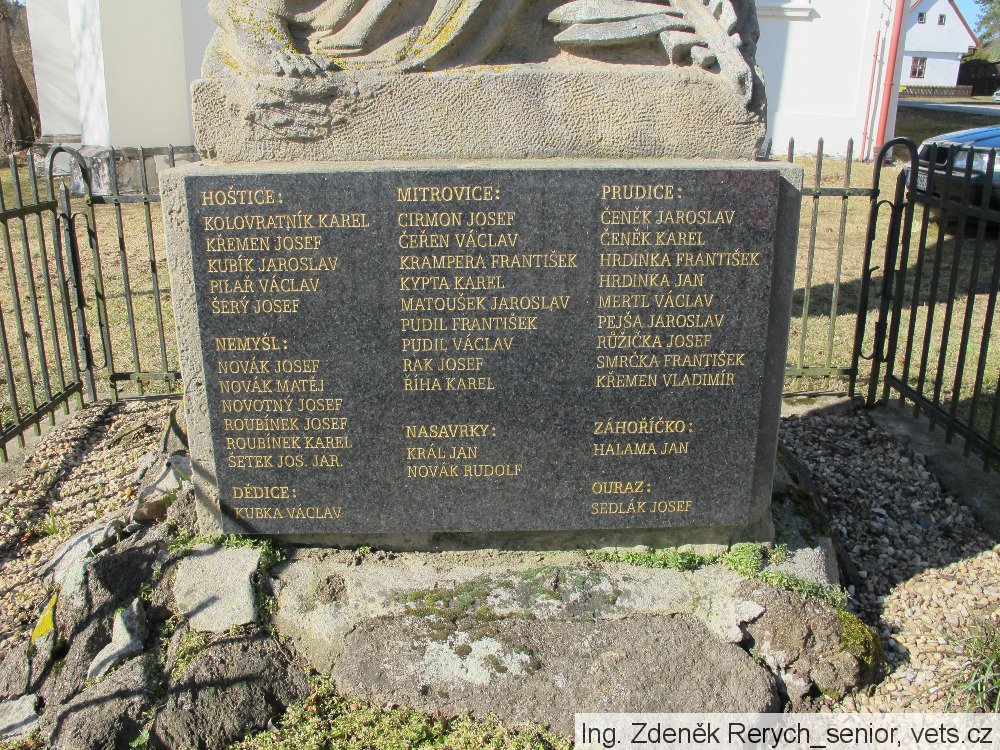 HOŠTICE:
KOLOVRATNÍK KAREL
KŘEMEN JOSEF
KUBÍK JAROSLAV
PILAŘ VÁCLAV
ŠERÝ JOSEF
NEMYŠL:
NOVÁK JOSEF
NOVÁK MATĚJ
NOVOTNÝ JOSEF
ROUBÍNEK JOSEF
ROUBÍNEK KAREL
ŠETEK JOS. JAR.
DĚDICE:
KUBKA VÁCLAV
MITROVICE:
CIRMON JOSEF
ČEŘEN VÁCLAV
KRAMPERA FRANTIŠEK
KYPTA KAREL
MATOUŠEK JAROSLAV
PUDIL FRANTIŠEK
PUDIL VÁCLAV
RAK JOSEF
ŘÍHA KAREL
NASAVRKY:
KRÁL JAN
NOVÁK RUDOLF
PRUDICE:
ČENĚK JAROSLAV
ČENĚK KAREL
HRDINKA FRANTIŠEK
HRDINKA JAN
MERTL VÁCLAV
PEJŠA JAROSLAV
RŮŽIČKA JOSEF
SMRČKA FRANTIŠEK
KŘEMEN VLADIMÍR
ZÁHOŘÍČKO:
HALAMA JAN
OURAZ:
SEDLÁK JOSEF
Ing. Zdeněk Rerych_senior, vets.cz